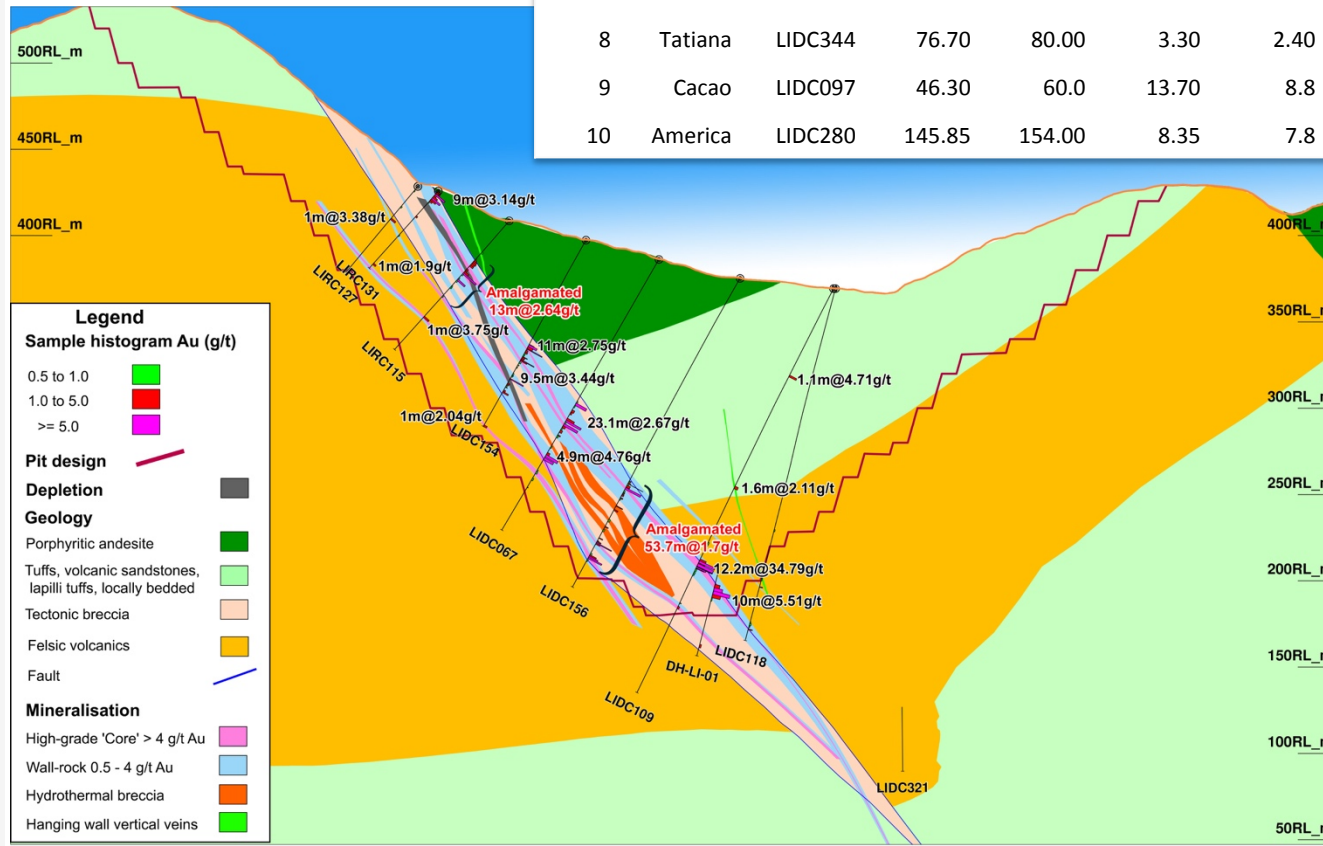 8 Tatiana LIDC344 76.70 80.00 3.30 2.40
9 Cacao LIDC097 46.30 60.0 13.70 8.8
10 America LIDC280 145.85 154.00 8.35 7.8
500RL_m
450RL_m
400RL_m
400RL_m
350RL_m
300RL_m
250RL_m
200RL_m
150RL_m
100RL_m
50RL_m
9m@3.14g/t
1m@3.38g/t
1m@1.9g/t
LIRC131
LIRC127
Amalgamated
13m@2.64g/t
1m@3.75g/t
LIRC115
11m@2.75g/t
9.5m@3.44g/t
1.1m@4.71g/t
1m@2.04g/t
23.1m@2.67g/t
LIDC154
4.9m@4.76g/t
1.6m@2.11g/t
LIDC067
Amalgamated
53.7m@1.7g/t
12.2m@34.79g/t
LIDC156
10m@5.51g/t
LIDC118
DH-LI-01
LIDC109
LIDC321
Legend
Sample histogram Au (g/t)
0.5 to 1.0
1.0 to 5.0
>= 5.0
Pit design
Depletion
Geology
Porphyritic andesite
Tuffs, volcanic sandstones,
lapilli tuffs, locally bedded
Tectonic breccia
Felsic volcanics
Fault
Mineralisation
High-grade 'Core' > 4 g/t Au
Wall-rock 0.5 - 4 g/t Au
Hydrothermal breccia
Hanging wall vertical veins